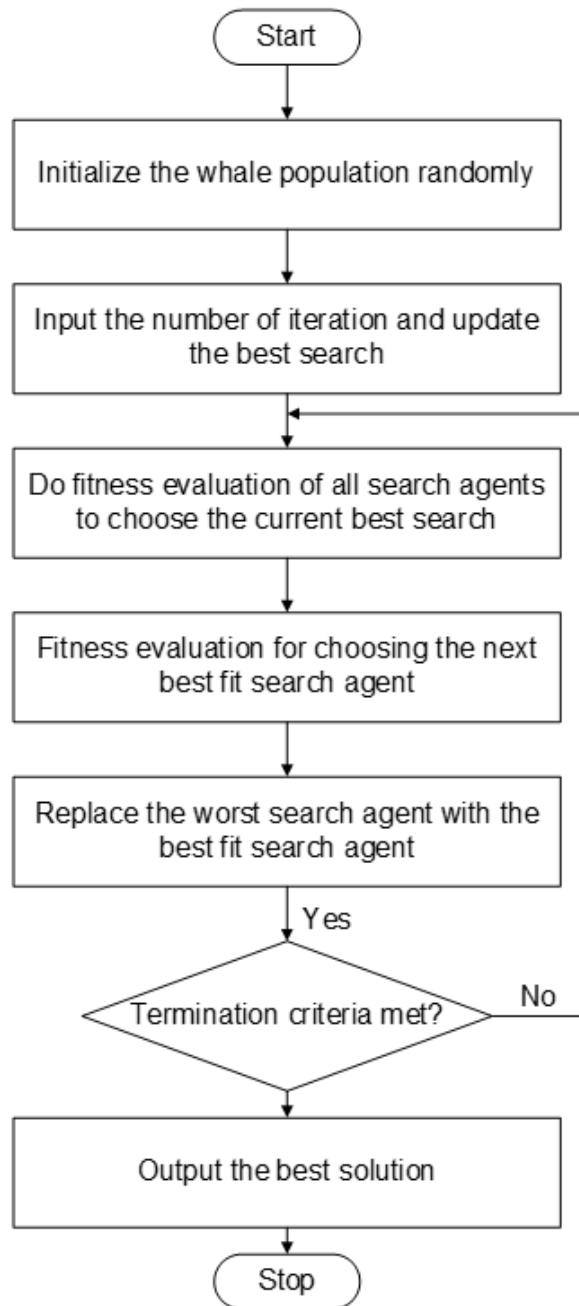 Start
Initialize the whale population randomly
Input the number of iteration and update
the best search
Do fitness evaluation of all search agents
to choose the current best search
Fitness evaluation for choosing the next
best fit search agent
Replace the worst search agent with the
best fit search agent
Yes
Termination criteria met?
No
Output the best solution
Stop